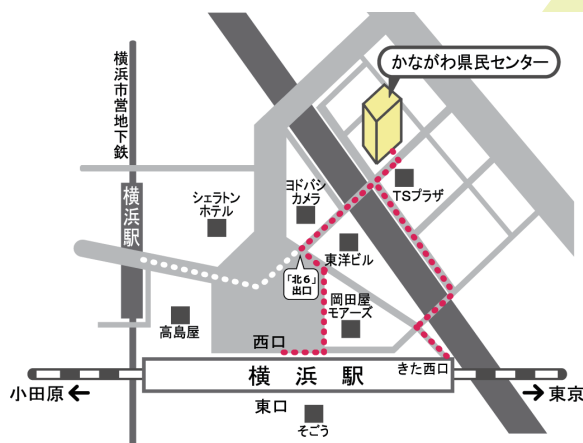 かながわ県民センター
横浜市営地下鉄
横浜駅
シェラトン
ホテル
ヨドバシ
カメラ
TSプラザ
東洋ビル
「北6」
出口
岡田屋
モアーズ
高島屋
西口
きた西口
横浜駅
小田原←
→東京
東口
そごう